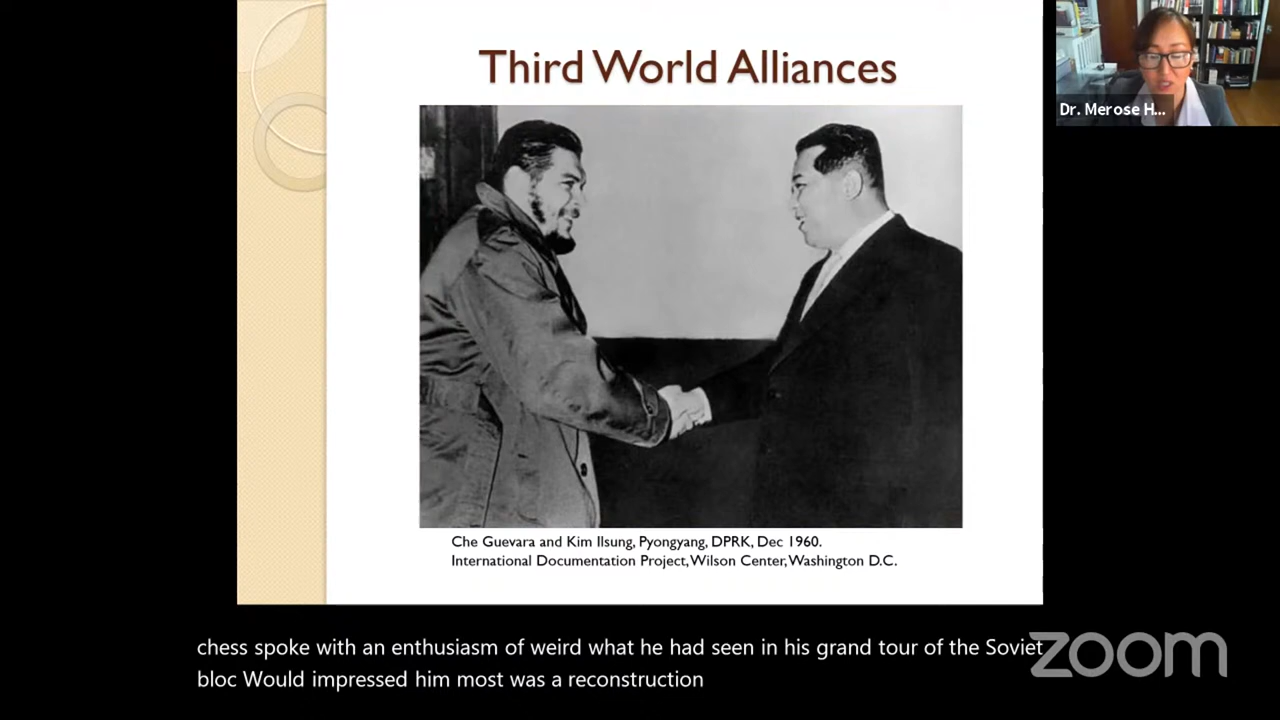 Third World Alliances
Dr. Merose H...
Che Guevara and Kim Ilsung, Pyongyang, DPRK, Dec 1960.
International Documentation Project, Wilson Center, Washington D.C.
chess spoke with an enthusiasm of weird what he had seen in his grand tour of the Soviet
bloc Would impressed him most was a reconstruction
zoom